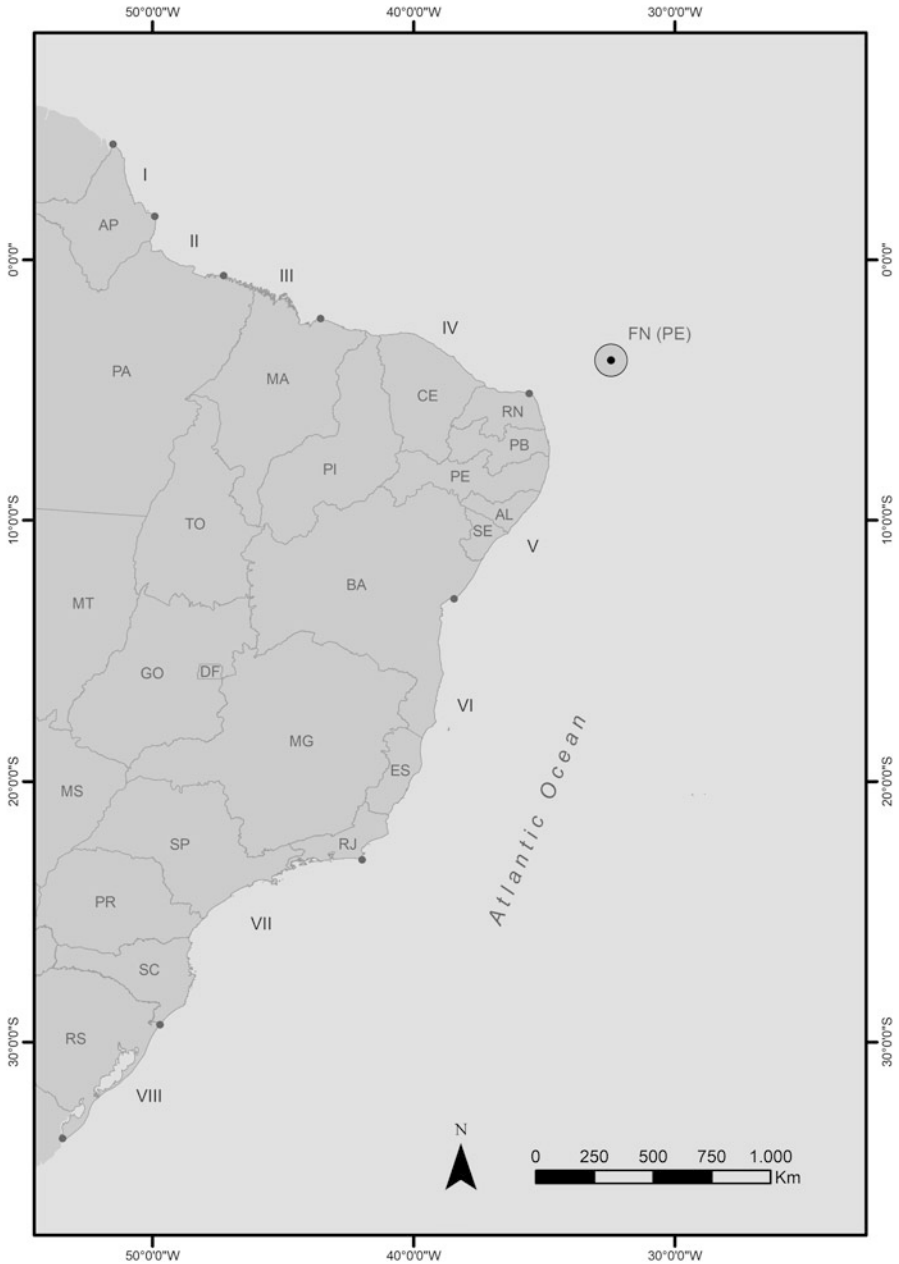 50°0'0"W 40°0'0"W 30°0'0"W
I
AP
II
0°0'0" 0°0'0"
III
IV
FN (PE)
PA
MA
CE
RN
PB
PI
PE
AL
10°0'0"S 10°0'0"S
TO
SE
V
BA
MT
GO
DF
VI
MG
ES
20°0'0"S 20°0'0"S
MS
Atlantic Ocean
SP
RJ
PR
VII
SC
RS
30°0'0"S 30°0'0"S
VIII
N
0 250 500 750 1.000
Km
50°0'0"W 40°0'0"W 30°0'0"W